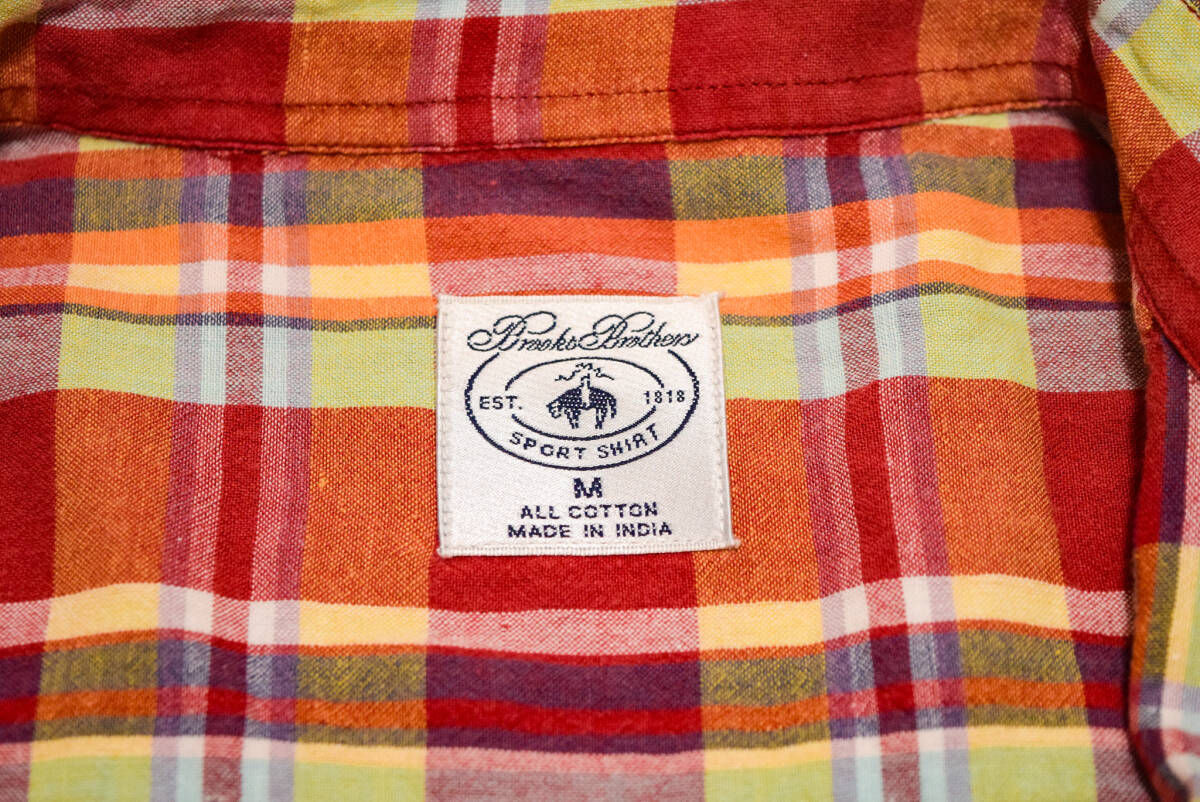 Brooks Brothers
EST. 1818
SPORT SHIRT
M
ALL COTTON
MADE IN INDIA